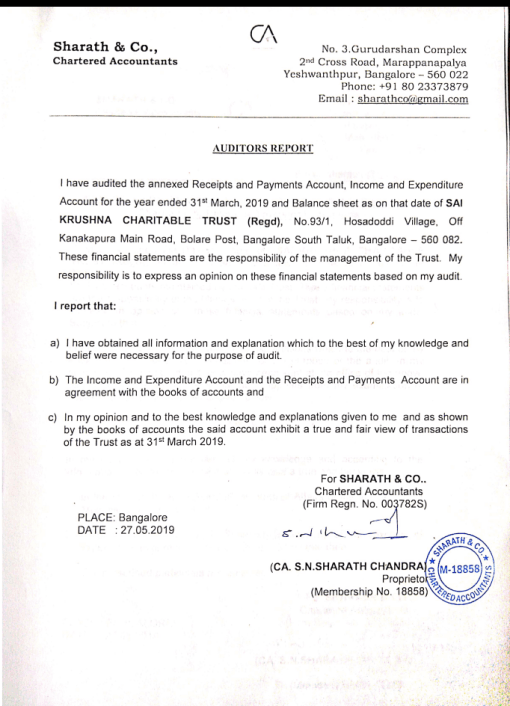 CA
Sharath & Co.,
Chartered Accountants
No. 3.Gurudarshan Complex
2nd Cross Road, Marappanapalya
Yeshwanthpur, Bangalore – 560 022
Phone: +91 80 23373879
Email : sharathco@gmail.com
AUDITORS REPORT
I have audited the annexed Receipts and Payments Account, Income and Expenditure
Account for the year ended 31st March, 2019 and Balance sheet as on that date of SAI
KRUSHNA CHARITABLE TRUST (Regd), No.93/1, Hosadoddi Village, Off
Kanakapura Main Road, Bolare Post, Bangalore South Taluk, Bangalore – 560 082.
These financial statements are the responsibility of the management of the Trust. My
responsibility is to express an opinion on these financial statements based on my audit.
I report that:
a) I have obtained all information and explanation which to the best of my knowledge and
belief were necessary for the purpose of audit.
b) The Income and Expenditure Account and the Receipts and Payments Account are in
agreement with the books of accounts and
c) In my opinion and to the best knowledge and explanations given to me and as shown
by the books of accounts the said account exhibit a true and fair view of transactions
of the Trust as at 31st March 2019.
For SHARATH & CO..
Chartered Accountants
(Firm Regn. No. 003782S)
PLACE: Bangalore
DATE : 27.05.2019
(CA. S.N.SHARATH CHANDRA)
Proprietor
(Membership No. 18858)
SHARATH & CO.
M-18858
CHARTERED ACCOUNTANTS